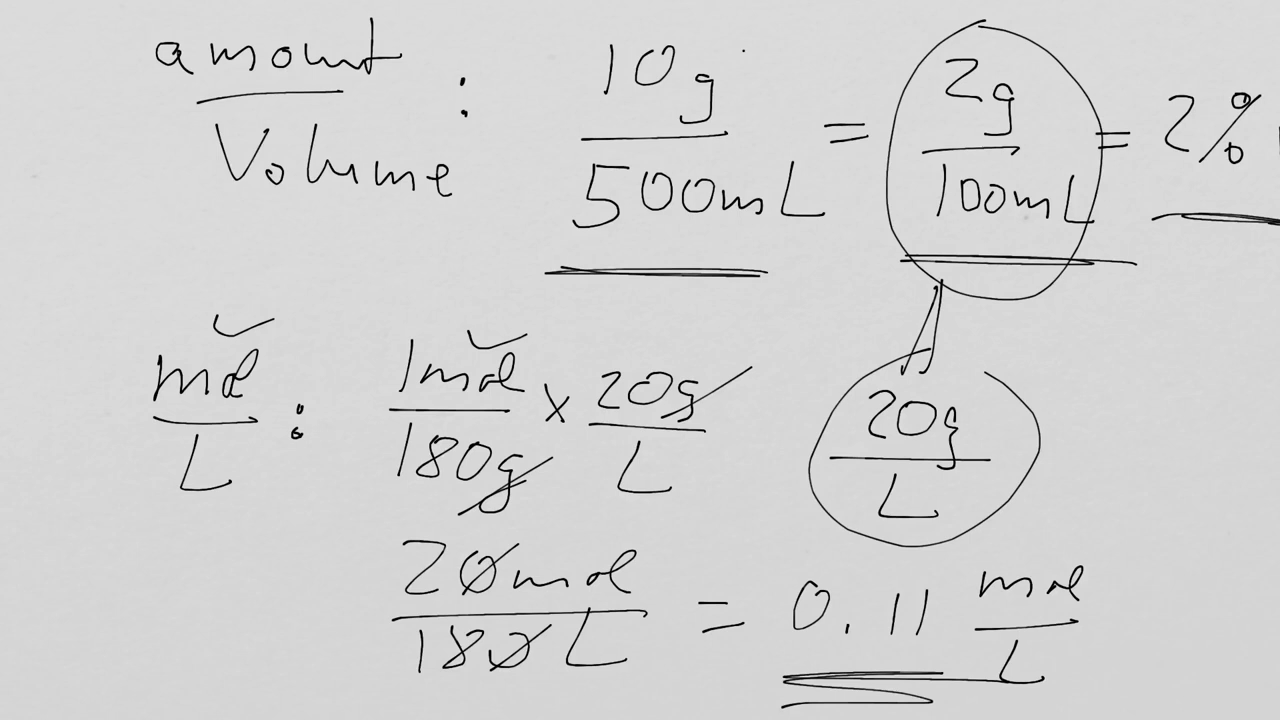 amount / Volume : 10g / 500mL = 2g / 100mL = 2%
mol / L : 1mol / 180g x 20g / L
20g / L
20mol / 180L = 0.11 mol / L